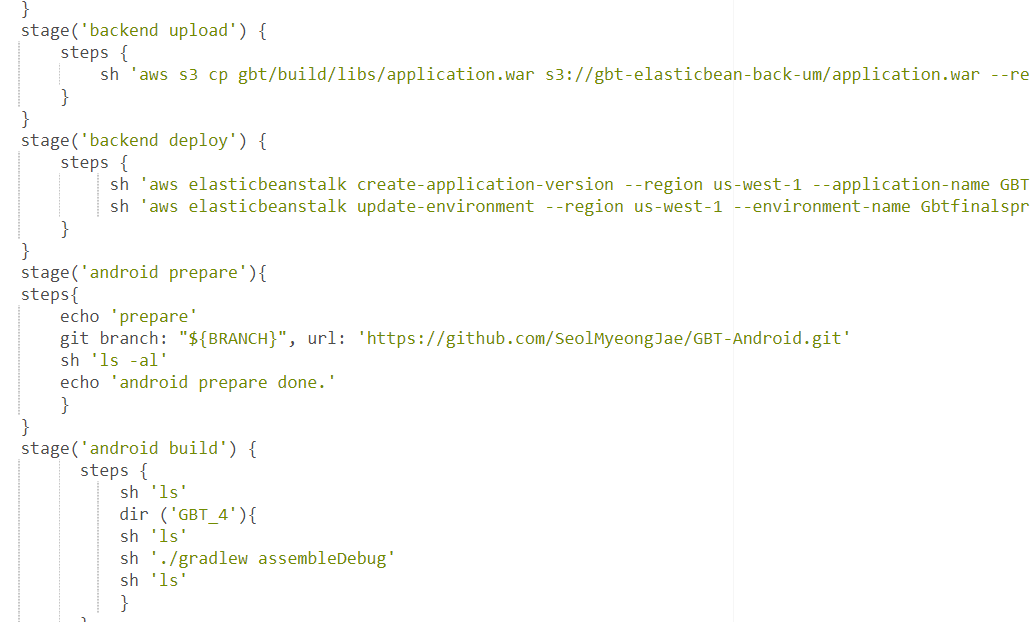 }
stage('backend upload') {
steps {
sh 'aws s3 cp gbt/build/libs/application.war s3://gbt-elasticbean-back-um/application.war --re
}
}
stage('backend deploy') {
steps {
sh 'aws elasticbeanstalk create-application-version --region us-west-1 --application-name GBT
sh 'aws elasticbeanstalk update-environment --region us-west-1 --environment-name Gbtfinalspr
}
}
stage('android prepare'){
steps{
echo 'prepare'
git branch: "${BRANCH}", url: 'https://github.com/SeolMyeongJae/GBT-Android.git'
sh 'ls -al'
echo 'android prepare done.'
}
}
stage('android build') {
steps {
sh 'ls'
dir ('GBT_4'){
sh 'ls'
sh './gradlew assembleDebug'
sh 'ls'
}
}